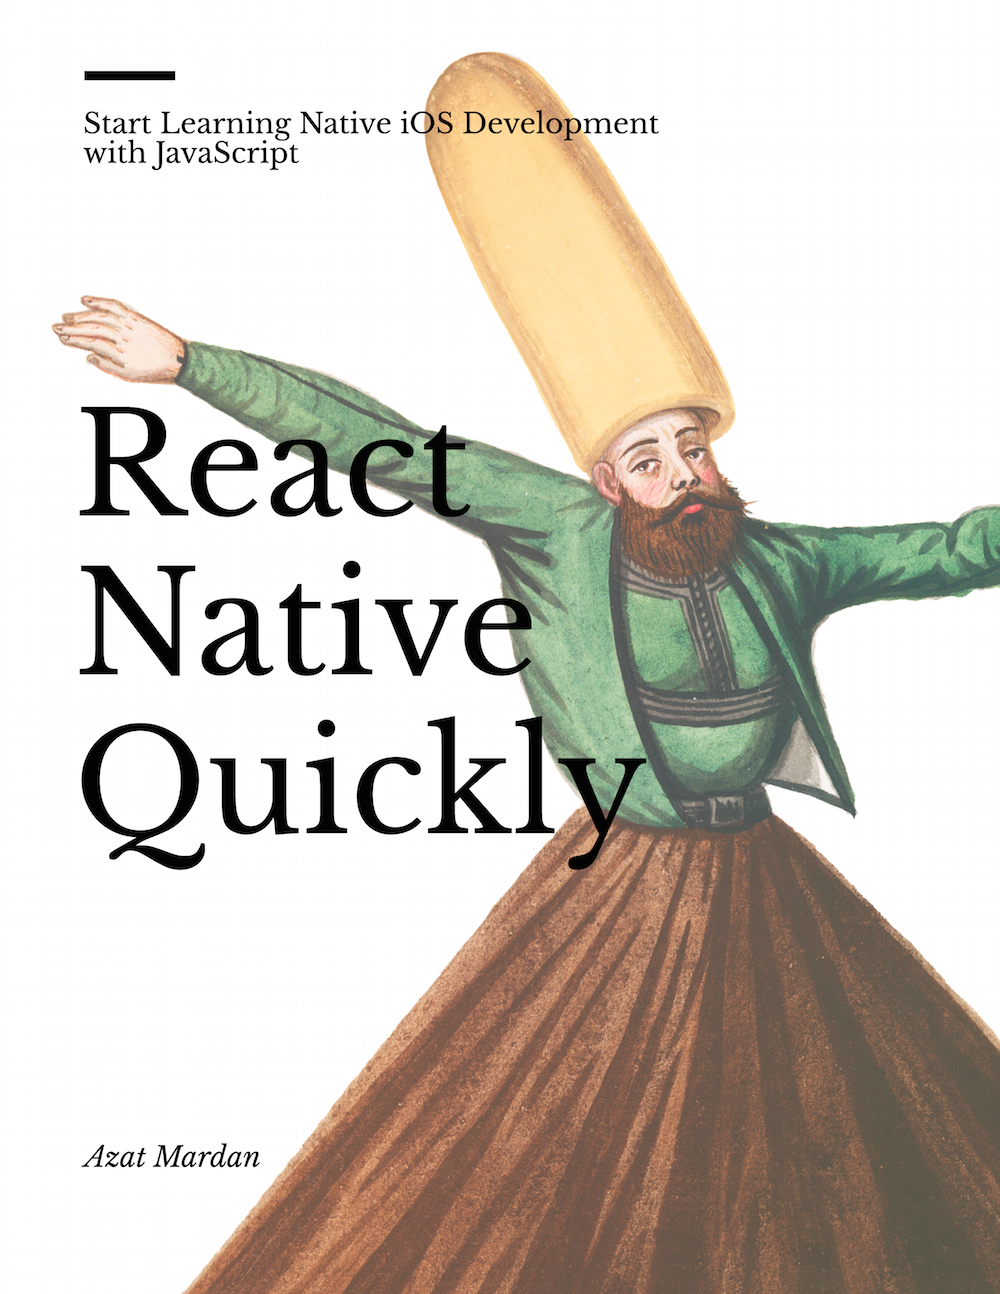 Start Learning Native iOS Development
with JavaScript
React
Native
Quickly
Azat Mardan